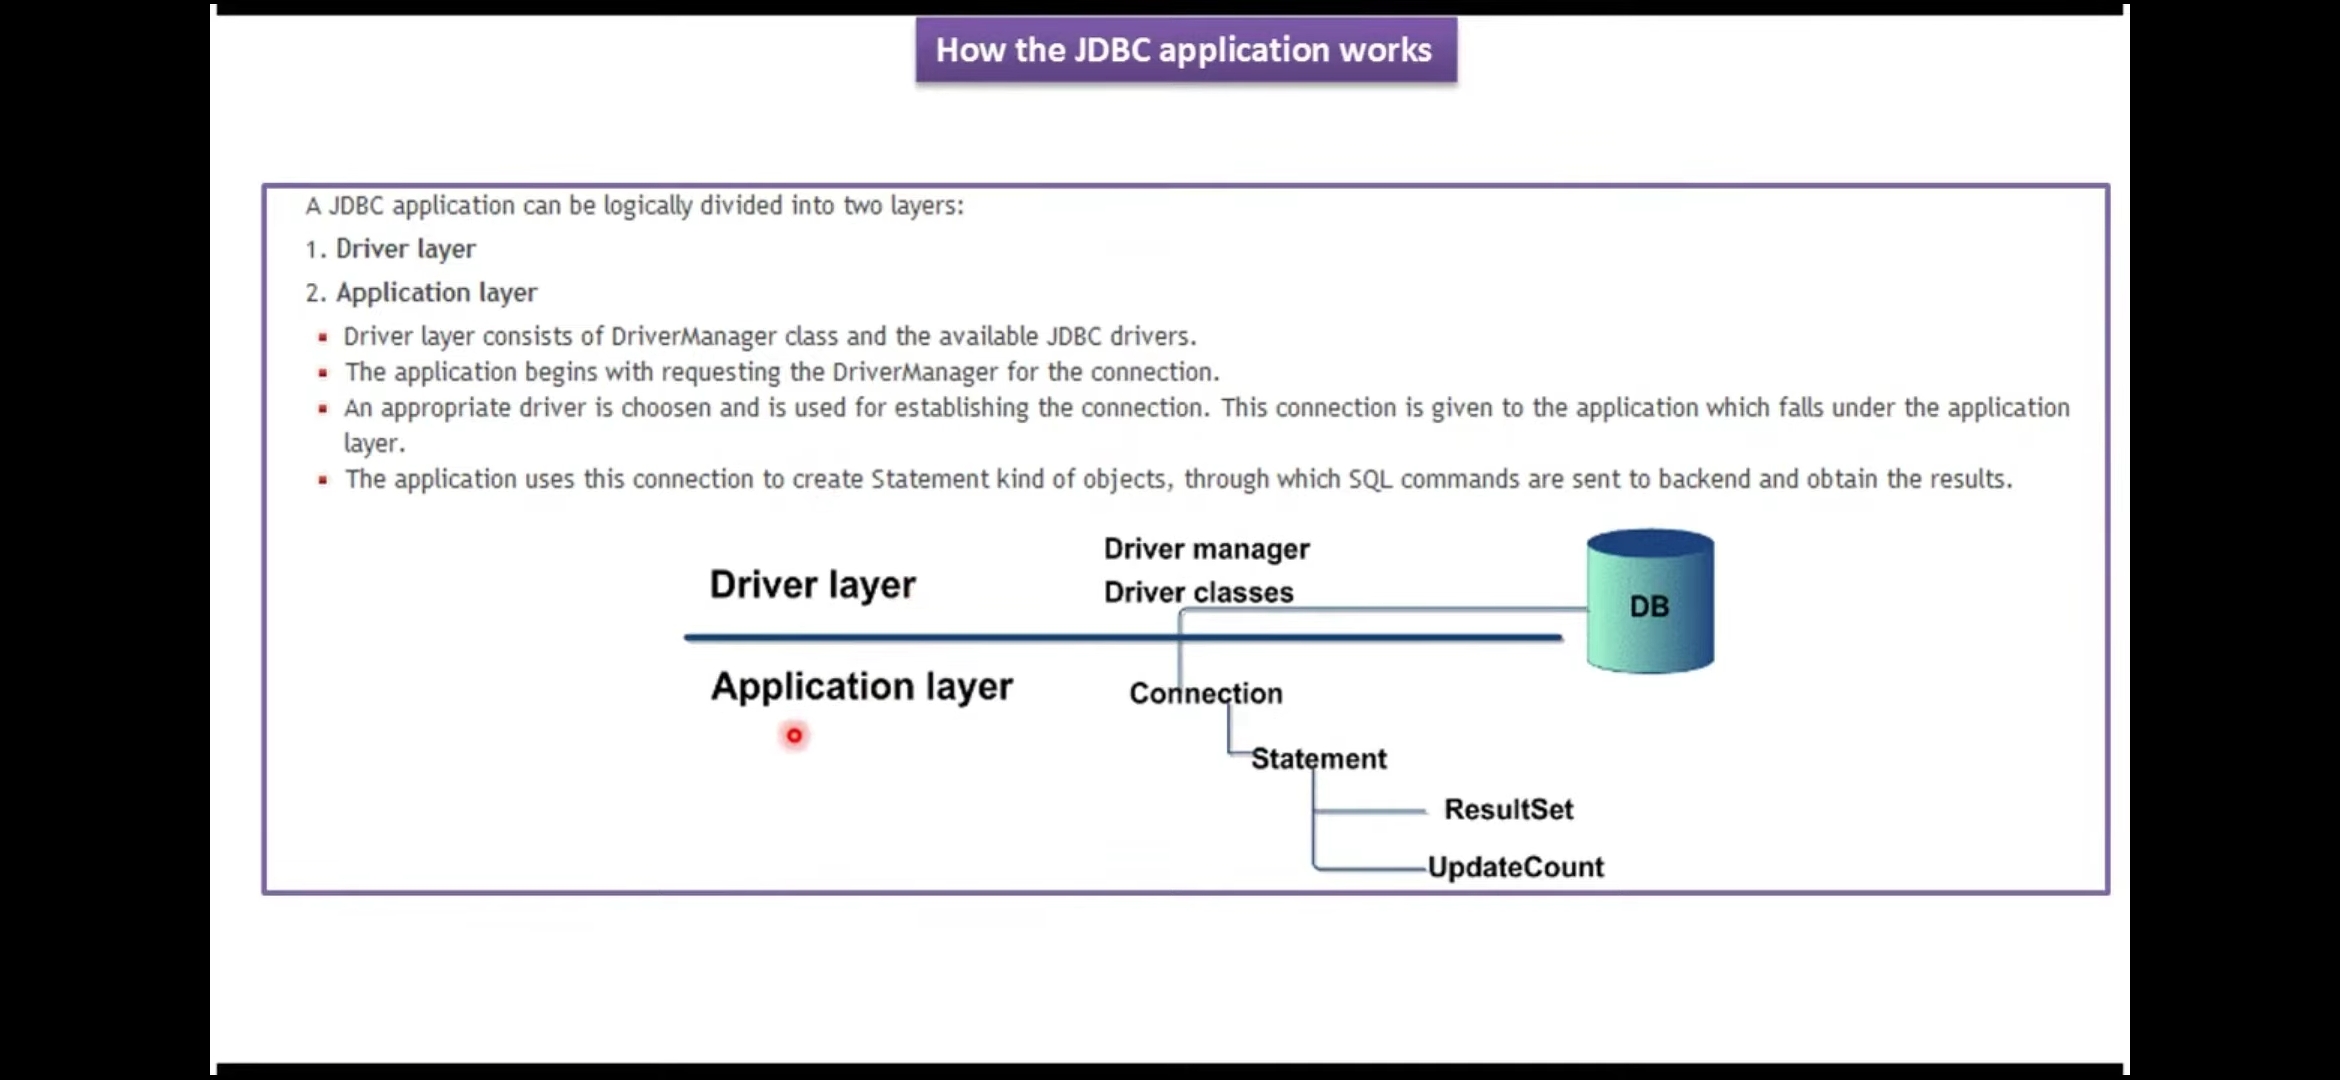 How the JDBC application works
A JDBC application can be logically divided into two layers:
1. Driver layer
2. Application layer
▪ Driver layer consists of DriverManager class and the available JDBC drivers.
▪ The application begins with requesting the DriverManager for the connection.
▪ An appropriate driver is choosen and is used for establishing the connection. This connection is given to the application which falls under the application
layer.
▪ The application uses this connection to create Statement kind of objects, through which SQL commands are sent to backend and obtain the results.
Driver manager
Driver layer
Driver classes
DB
Application layer
Connection
Statement
ResultSet
UpdateCount